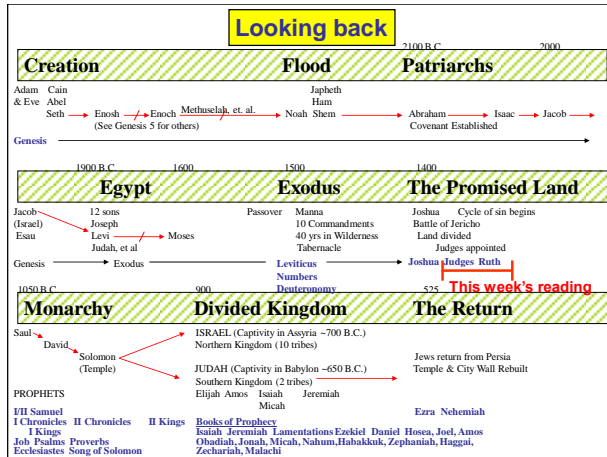 Looking back
2100 B.C. 2000
Creation Flood Patriarchs
Adam Cain Japheth
& Eve Abel Ham
Seth Enosh Enoch Methuselah, et. al. Noah Shem Abraham Isaac Jacob
(See Genesis 5 for others) Covenant Established
Genesis
1900 B.C. 1600 1500 1400
Egypt Exodus The Promised Land
Jacob 12 sons Passover Manna Joshua Cycle of sin begins
(Israel) Joseph 10 Commandments Battle of Jericho
Esau Levi Moses 40 yrs in Wilderness Land divided
Judah, et al Tabernacle Judges appointed
Genesis Exodus Leviticus Joshua Judges Ruth
Numbers
Deuteronomy This week's reading
1050 B.C. 900 525
Monarchy Divided Kingdom The Return
Saul ISRAEL (Captivity in Assyria ~700 B.C.)
David Northern Kingdom (10 tribes)
Solomon Jews return from Persia
(Temple) Temple & City Wall Rebuilt
JUDAH (Captivity in Babylon ~650 B.C.)
Southern Kingdom (2 tribes)
PROPHETS Elijah Amos Isaiah Jeremiah
Micah
I/II Samuel Ezra Nehemiah
I Chronicles II Chronicles II Kings Books of Prophecy
I Kings Isaiah Jeremiah Lamentations Ezekiel Daniel Hosea, Joel, Amos
Job Psalms Proverbs Obadiah, Jonah, Micah, Nahum,Habakkuk, Zephaniah, Haggai,
Ecclesiastes Song of Solomon Zechariah, Malachi